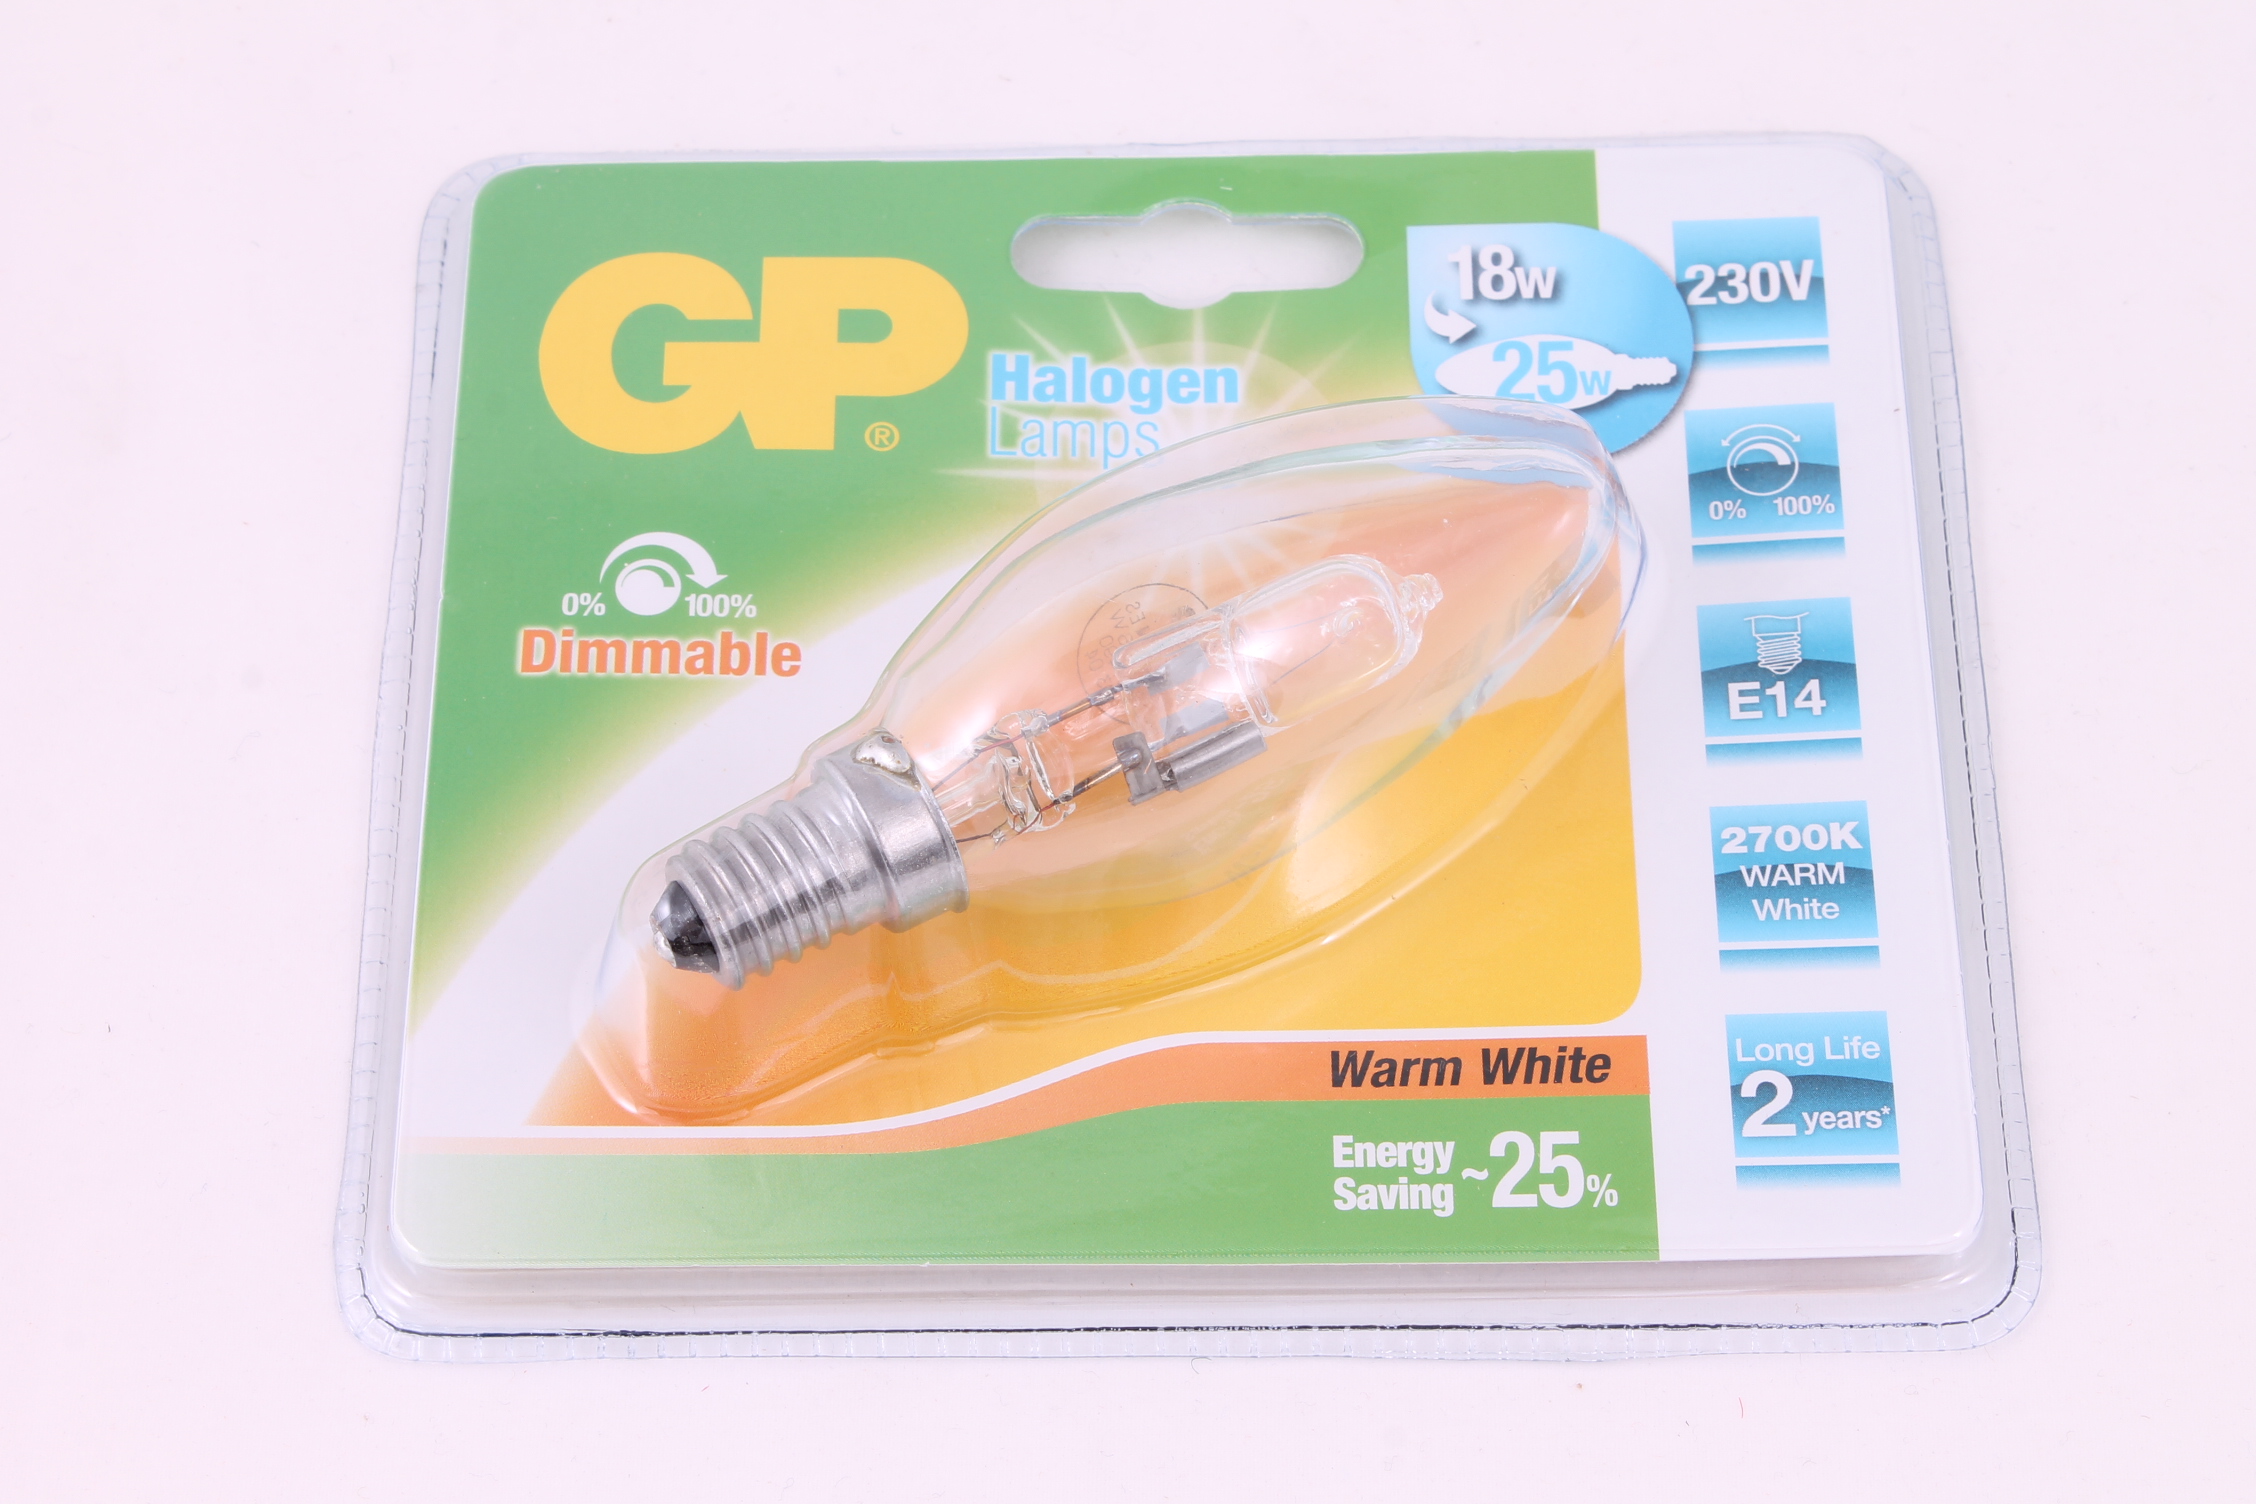 GP®
Halogen
Lamps
18w
25w
0% 100%
Dimmable
230V
0% 100%
E14
2700K
WARM
White
Long Life
2 years*
Warm White
Energy
Saving ~25%